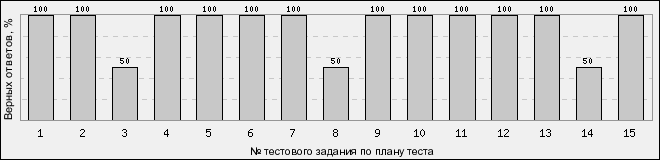 100 100 50 100 100 100 100 50 100 100 100 100 100 50 100
Верных ответов, %
1 2 3 4 5 6 7 8 9 10 11 12 13 14 15
№ тестового задания по плану теста